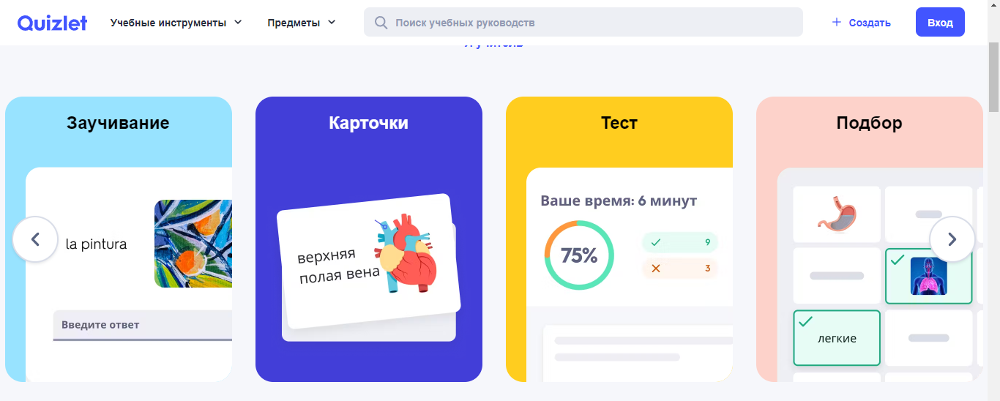 Quizlet
Учебные инструменты
Предметы
Поиск учебных руководств
+ Создать
Вход
Я учитель
Заучивание
la pintura
Введите ответ
Карточки
верхняя
полая вена
Тест
Ваше время: 6 минут
75%
9
3
Подбор
легкие